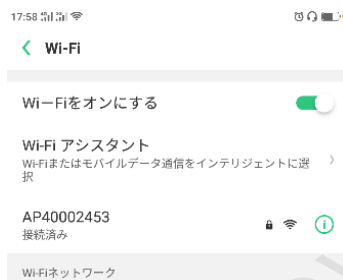 17:58
Wi-Fi
Wi−Fiをオンにする
Wi-Fi アシスタント
Wi-Fiまたはモバイルデータ通信をインテリジェントに選
択
AP40002453
接続済み
Wi-Fiネットワーク